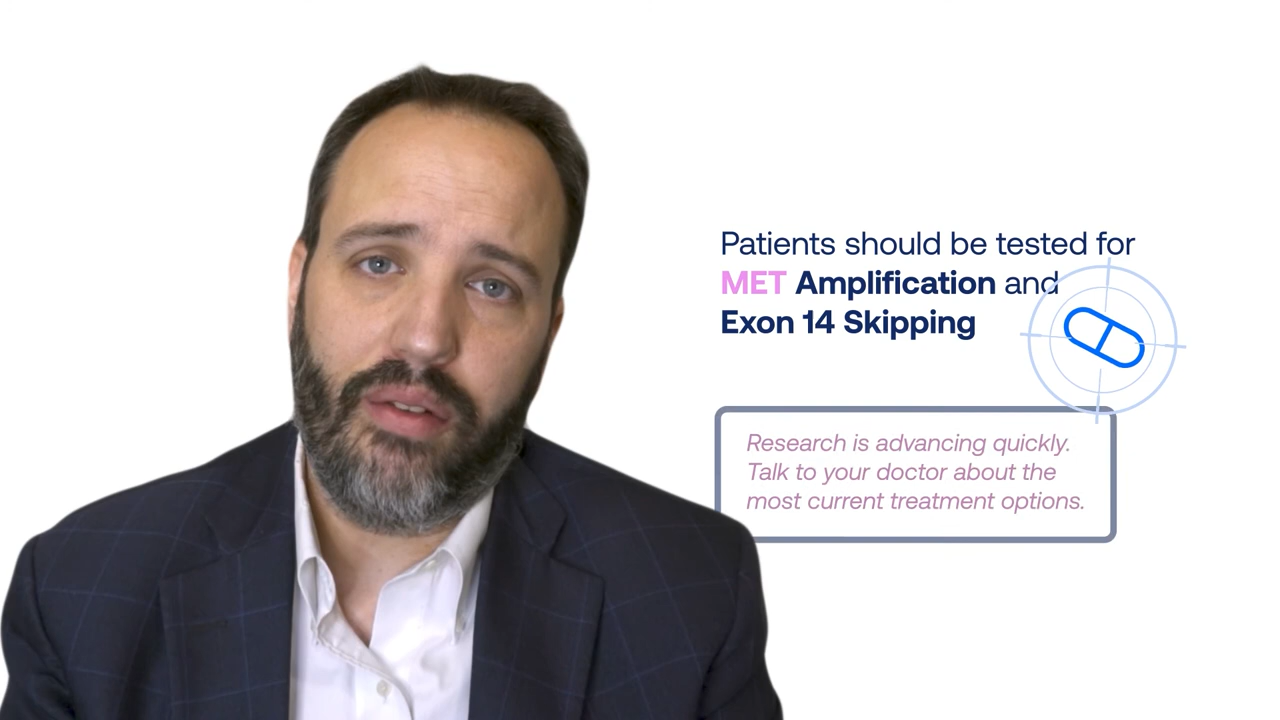 Patients should be tested for
MET Amplification and
Exon 14 Skipping
Research is advancing quickly.
Talk to your doctor about the
most current treatment options.